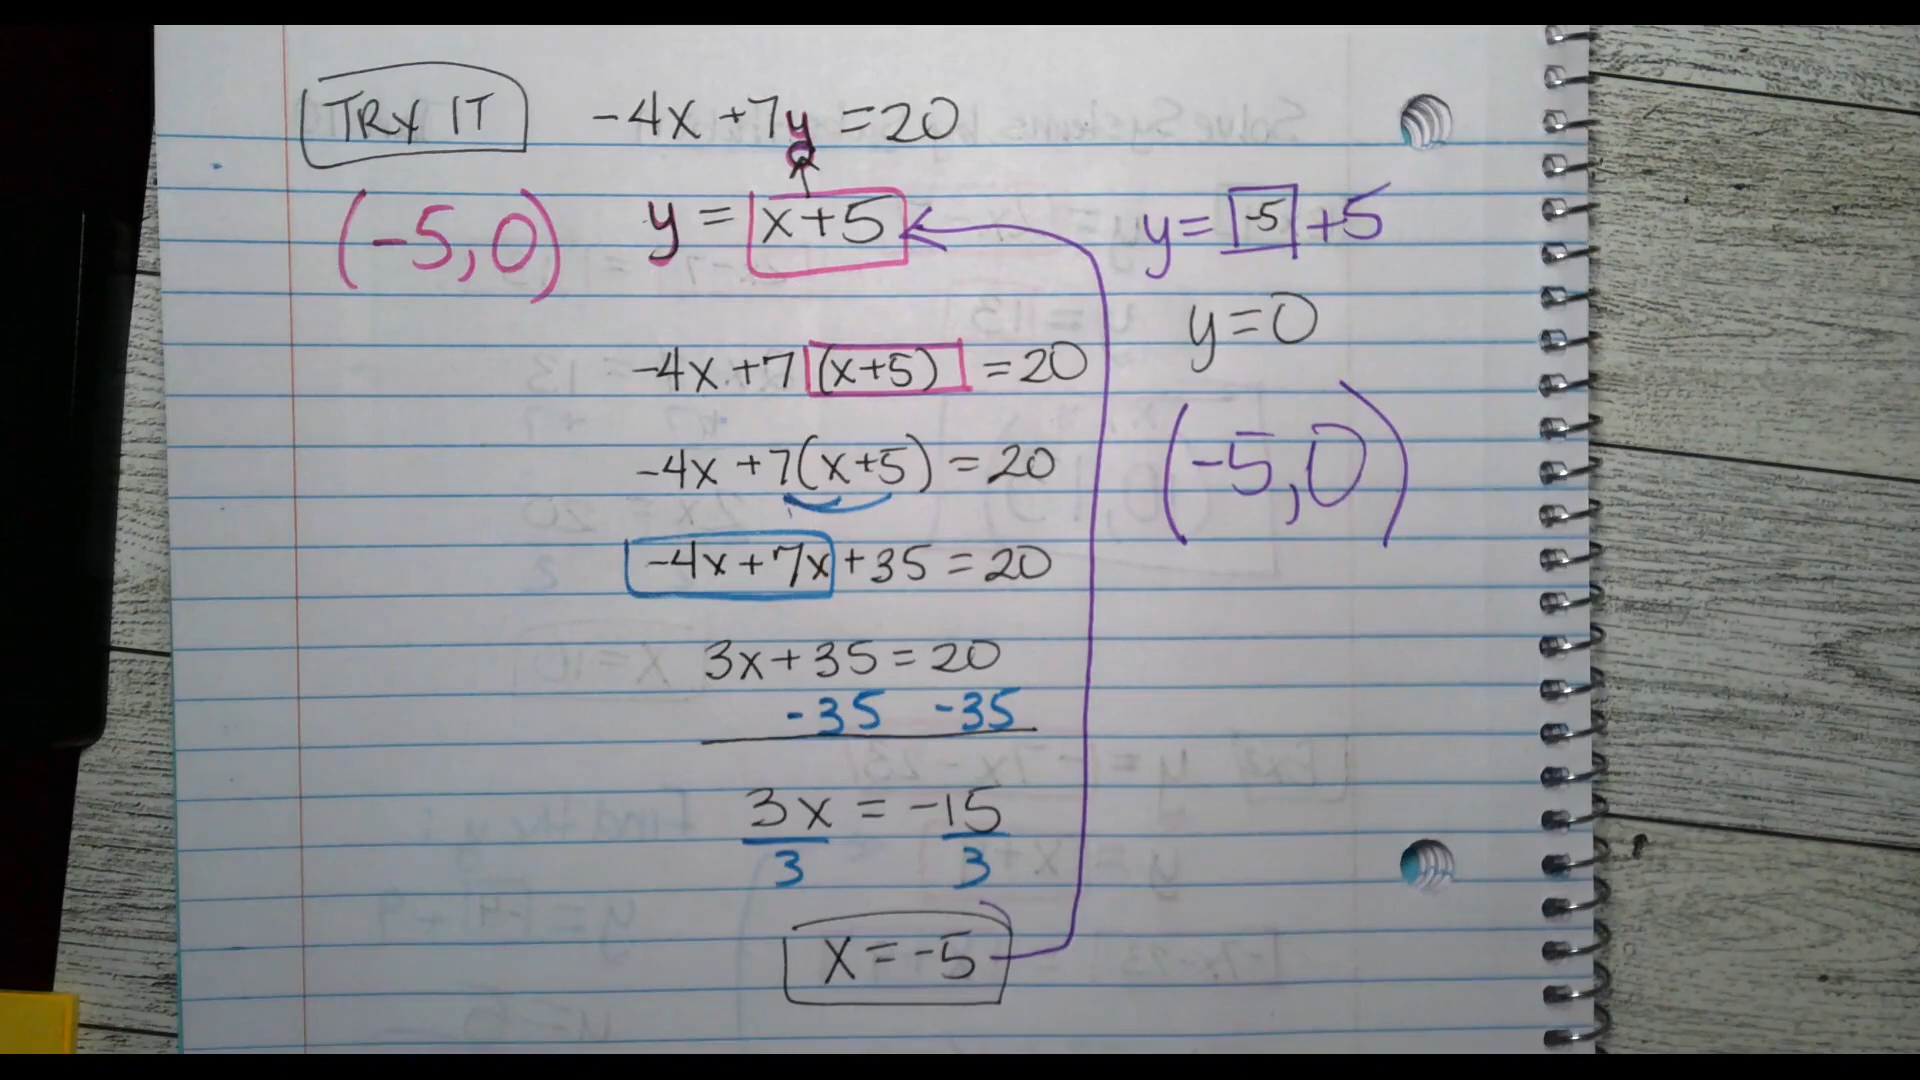 TRY IT
-4x + 7y = 20
(-5,0)
y = x+5
-4x + 7(x+5) = 20
-4x + 7(x+5) = 20
-4x + 7x + 35 = 20
3x + 35 = 20
-35 -35
3x = -15
3 3
x = -5
y = -5 + 5
y = 0
(-5,0)